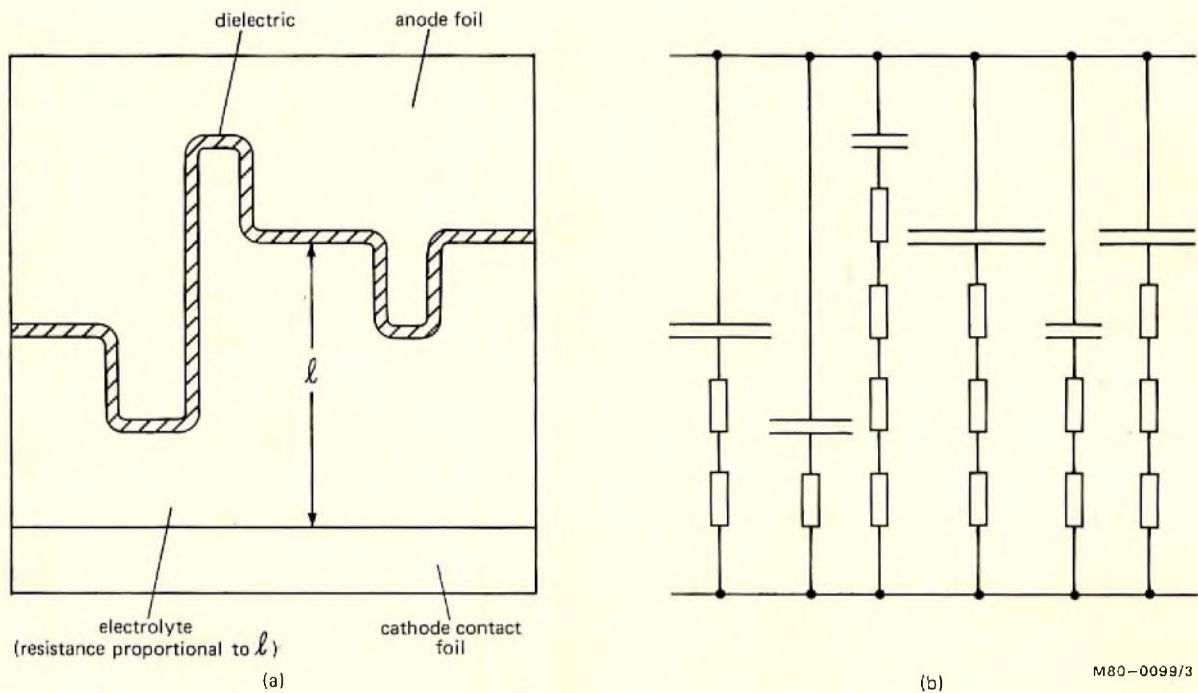 dielectric
anode foil
ℓ
electrolyte
(resistance proportional to ℓ)
cathode contact
foil
(a)
(b)
M80-0099/3